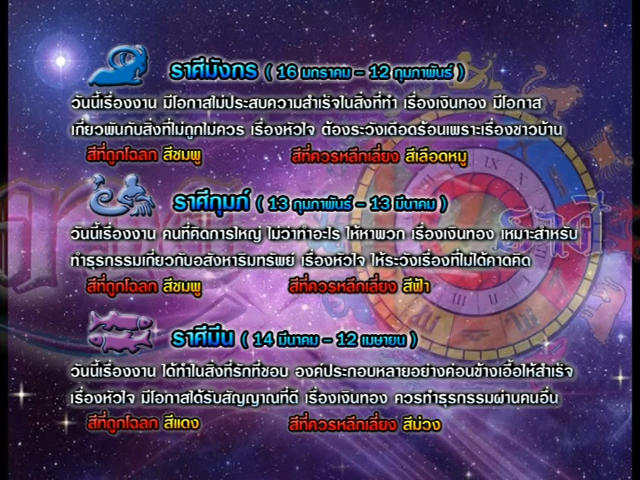 ราศีมังกร ( 16 มกราคม - 12 กุมภาพันธ์ )
วันนี้เรื่องงาน มีโอกาสไม่ประสบความสำเร็จในสิ่งที่ทำ เรื่องเงินทอง มีโอกาส
เกี่ยวพันกับสิ่งที่ไม่ถูกไม่ควร เรื่องหัวใจ ต้องระวังเดือดร้อนเพราะเรื่องชาวบ้าน
สีที่ถูกโฉลก สีชมพู สีที่ควรหลีกเลี่ยง สีเลือดหมู
ราศีกุมภ์ ( 13 กุมภาพันธ์ - 13 มีนาคม )
วันนี้เรื่องงาน คนที่คิดการใหญ่ ไม่ว่าทำอะไร ให้หาพวก เรื่องเงินทอง เหมาะสำหรับ
ทำธุรกรรมเกี่ยวกับอสังหาริมทรัพย์ เรื่องหัวใจ ให้ระวังเรื่องที่ไม่ได้คาดคิด
สีที่ถูกโฉลก สีชมพู สีที่ควรหลีกเลี่ยง สีฟ้า
ราศีมีน ( 14 มีนาคม - 12 เมษายน )
วันนี้เรื่องงาน ได้ทำในสิ่งที่รักที่ชอบ องค์ประกอบหลายอย่างค่อนข้างเอื้อให้สำเร็จ
เรื่องหัวใจ มีโอกาสได้รับสัญญาณที่ดี เรื่องเงินทอง ควรทำธุรกรรมผ่านคนอื่น
สีที่ถูกโฉลก สีแดง สีที่ควรหลีกเลี่ยง สีม่วง